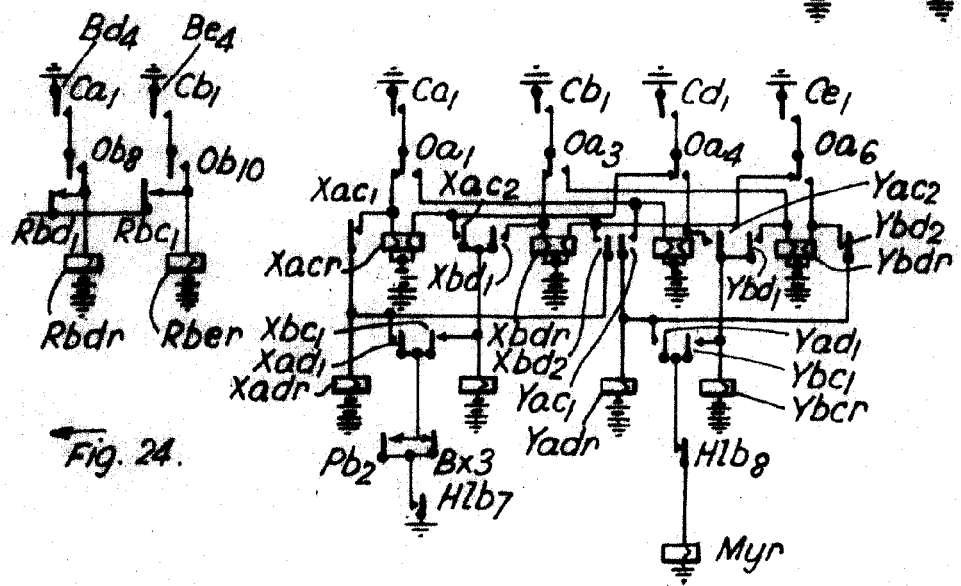 Bd4 Be4
Ca1 Cb1 Ca1 Cb1 Cd1 Ce1
Ob8 Ob10 Oa1 Oa3 Oa4 Oa6
Xac1 Xac2 Yac2
Rbd1 Rbc1 Ybd2
Xacr Xbd1 Ybd1 Ybdr
Rbdr Rber Xbc1 Xbdr Yad1
Xad1 Xbd2
Xadr Yac1 Ybc1
Yadr Ybcr
Fig. 24. Pb2 Bx3 Hlb8
Hlb7
Myr